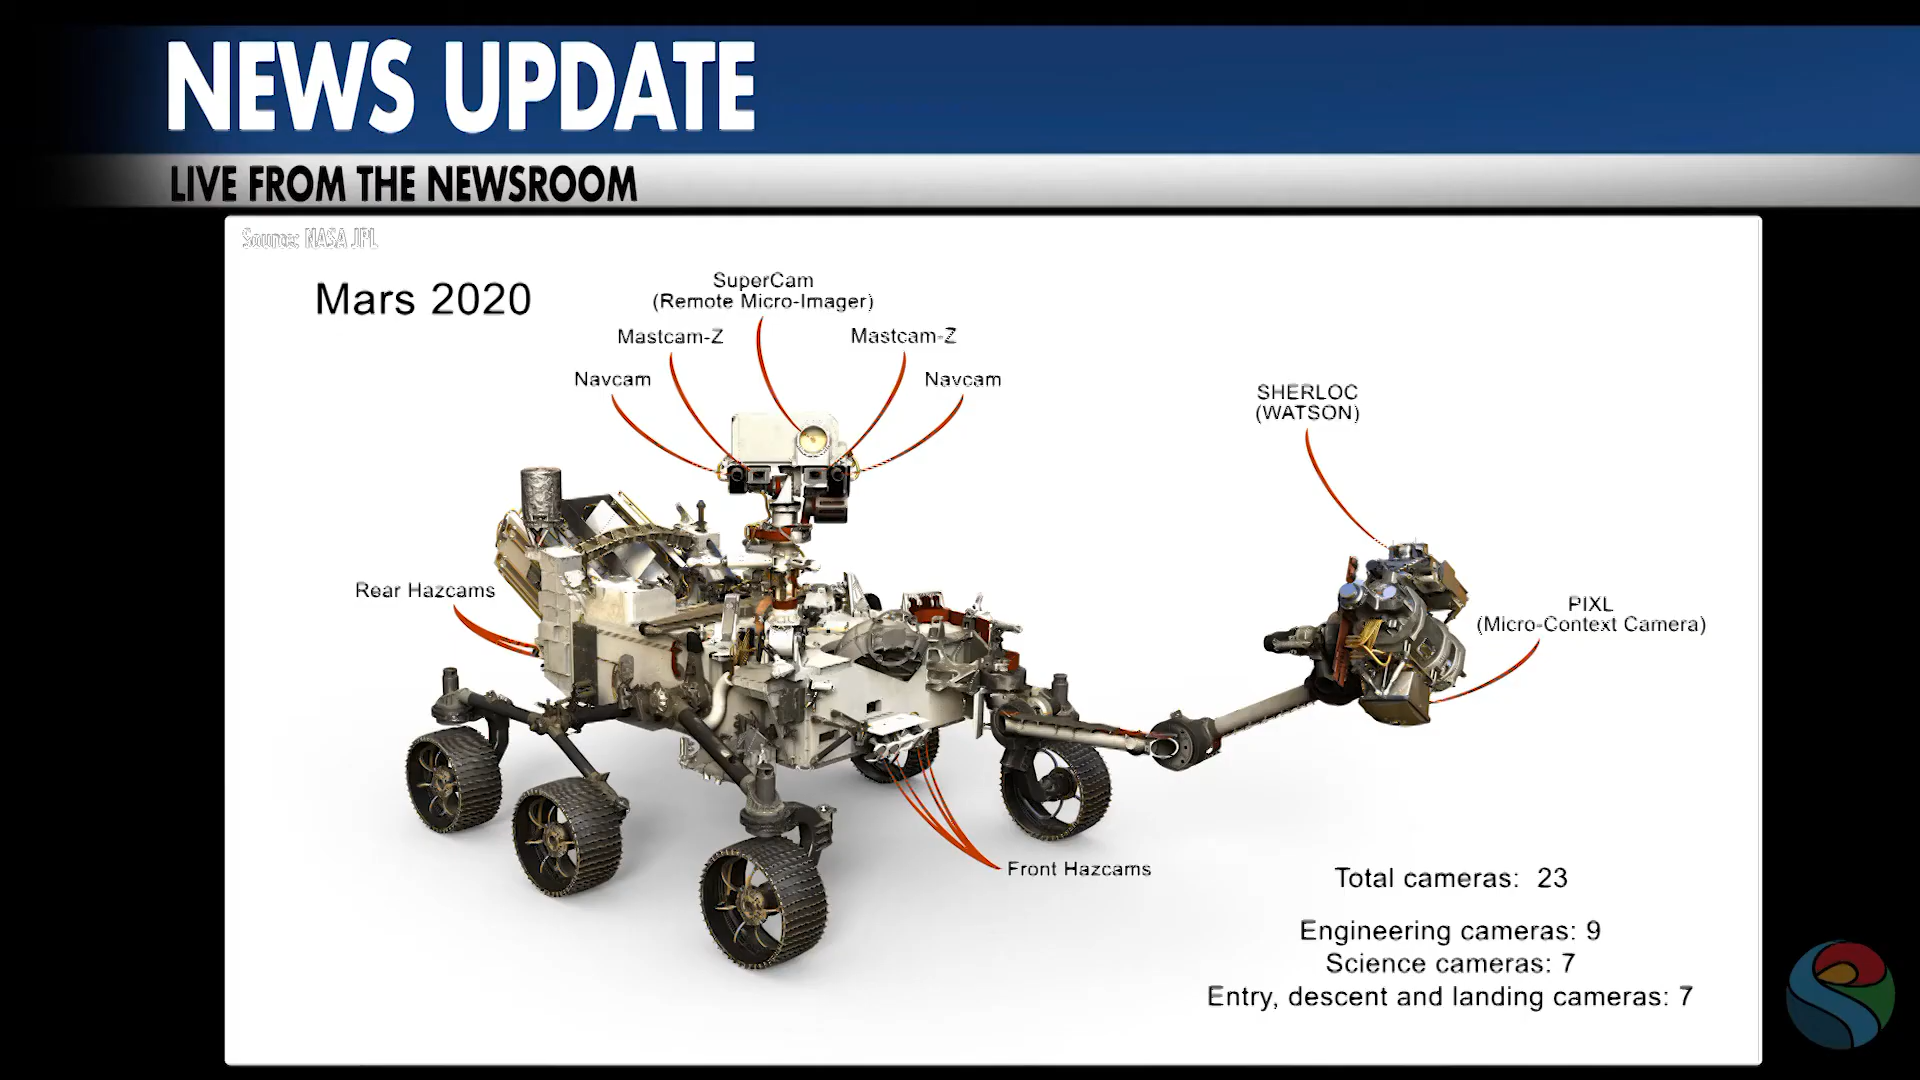 NEWS UPDATE
LIVE FROM THE NEWSROOM
Source: NASA JPL
Mars 2020
SuperCam
(Remote Micro-Imager)
Mastcam-Z
Mastcam-Z
Navcam
Navcam
SHERLOC
(WATSON)
Rear Hazcams
PIXL
(Micro-Context Camera)
Front Hazcams
Total cameras: 23
Engineering cameras: 9
Science cameras: 7
Entry, descent and landing cameras: 7